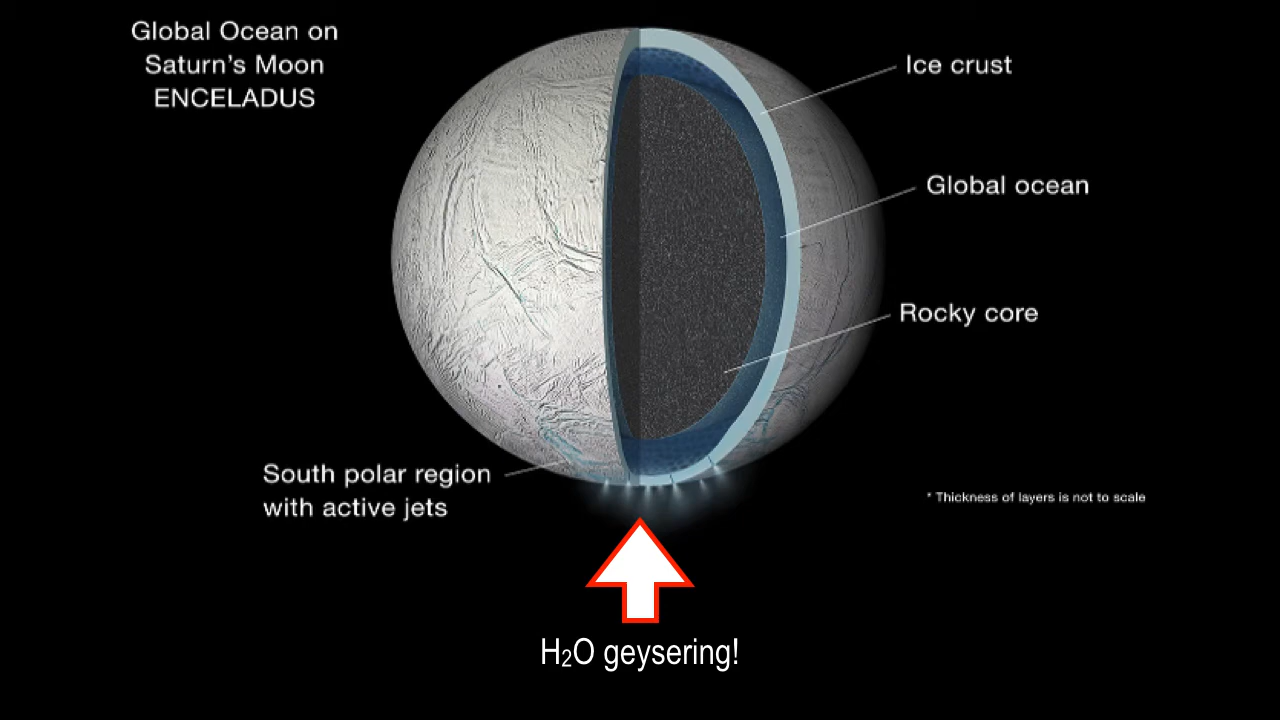 Global Ocean on
Saturn's Moon
ENCELADUS
Ice crust
Global ocean
Rocky core
South polar region
with active jets
* Thickness of layers is not to scale
H₂O geysering!